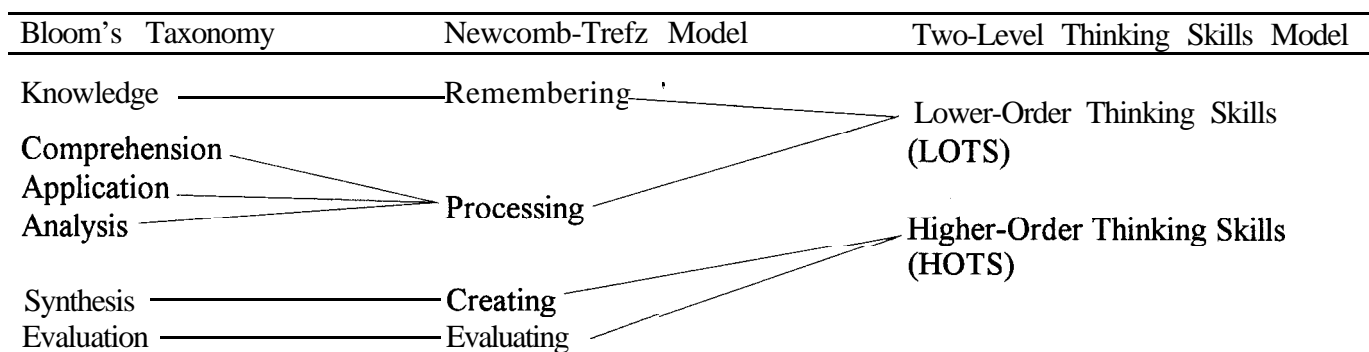 Bloom's Taxonomy Newcomb-Trefz Model Two-Level Thinking Skills Model
Knowledge Remembering Lower-Order Thinking Skills
(LOTS)
Comprehension
Application
Processing
Analysis
Higher-Order Thinking Skills
(HOTS)
Synthesis Creating
Evaluation Evaluating